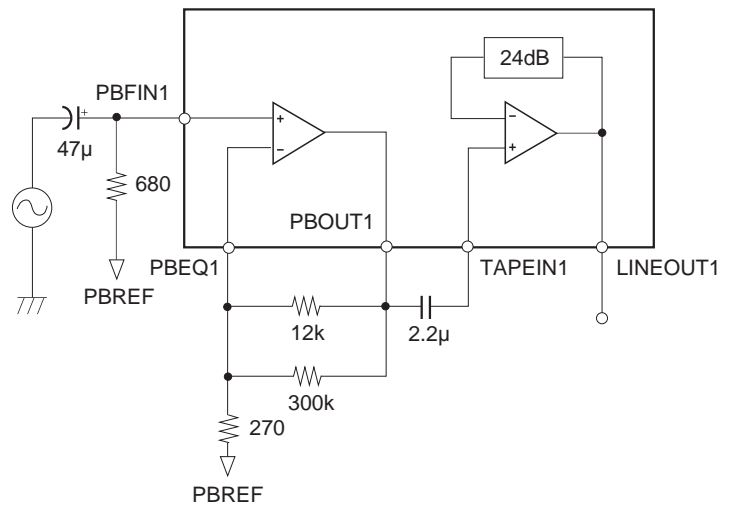 24dB
PBFIN1
+
47µ
+
−
−
+
680
PBOUT1
PBREF
PBEQ1
TAPEIN1
LINEOUT1
12k
2.2µ
300k
270
PBREF